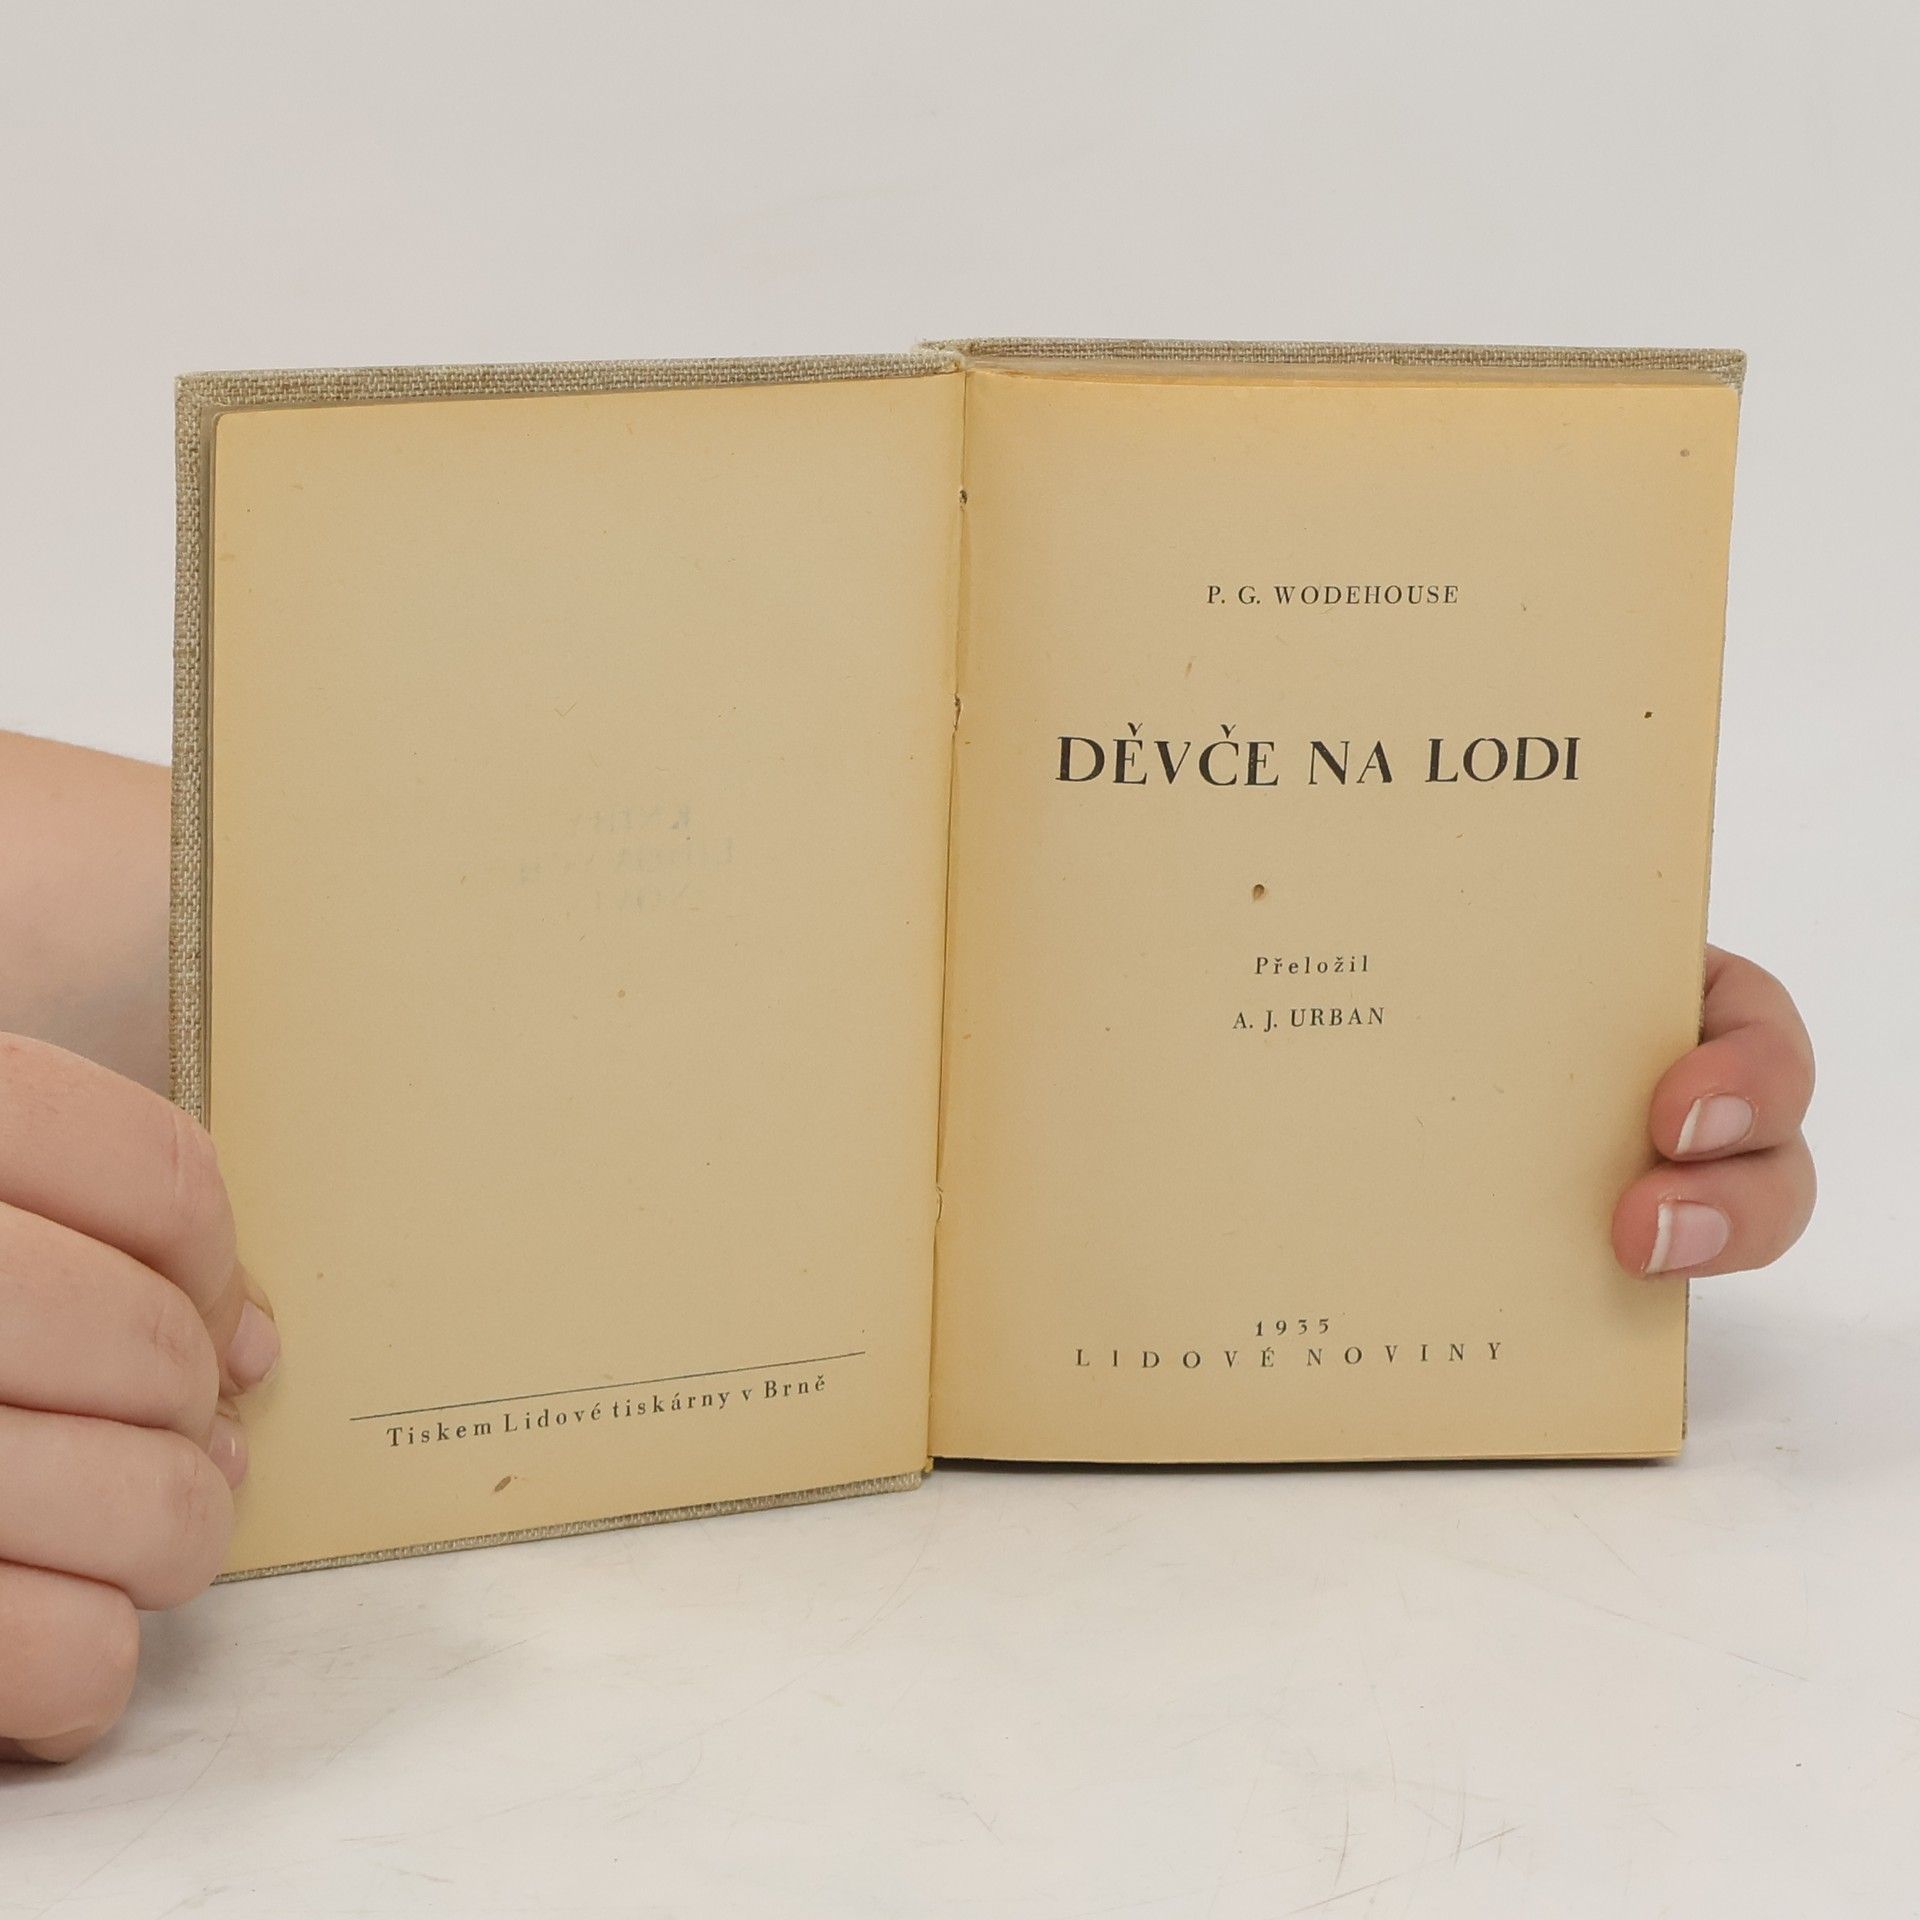 Tiskem Lidové tiskárny v Brně
P. G. WODEHOUSE
DĚVČE NA LODI
Přeložil
A. J. URBAN
1935
LIDOVÉ NOVINY